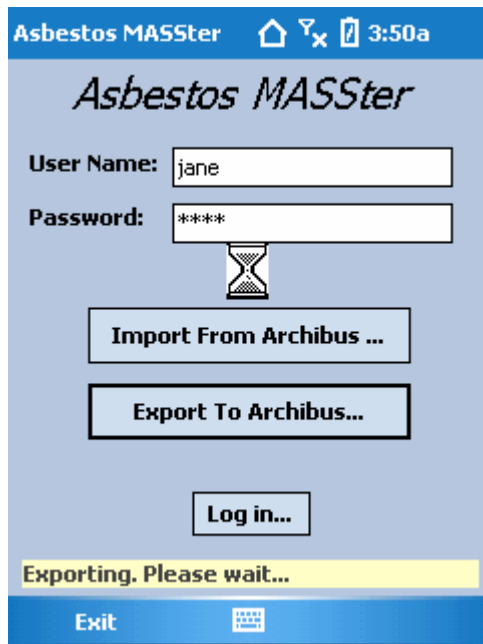 Asbestos MASSter 3:50a
Asbestos MASSter
User Name: jane
Password: ****
Import From Archibus ...
Export To Archibus...
Log in...
Exporting. Please wait...
Exit